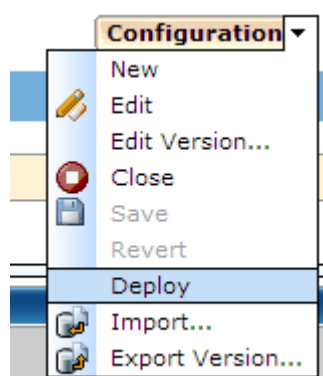 Configuration
New
Edit
Edit Version...
Close
Save
Revert
Deploy
Import...
Export Version...